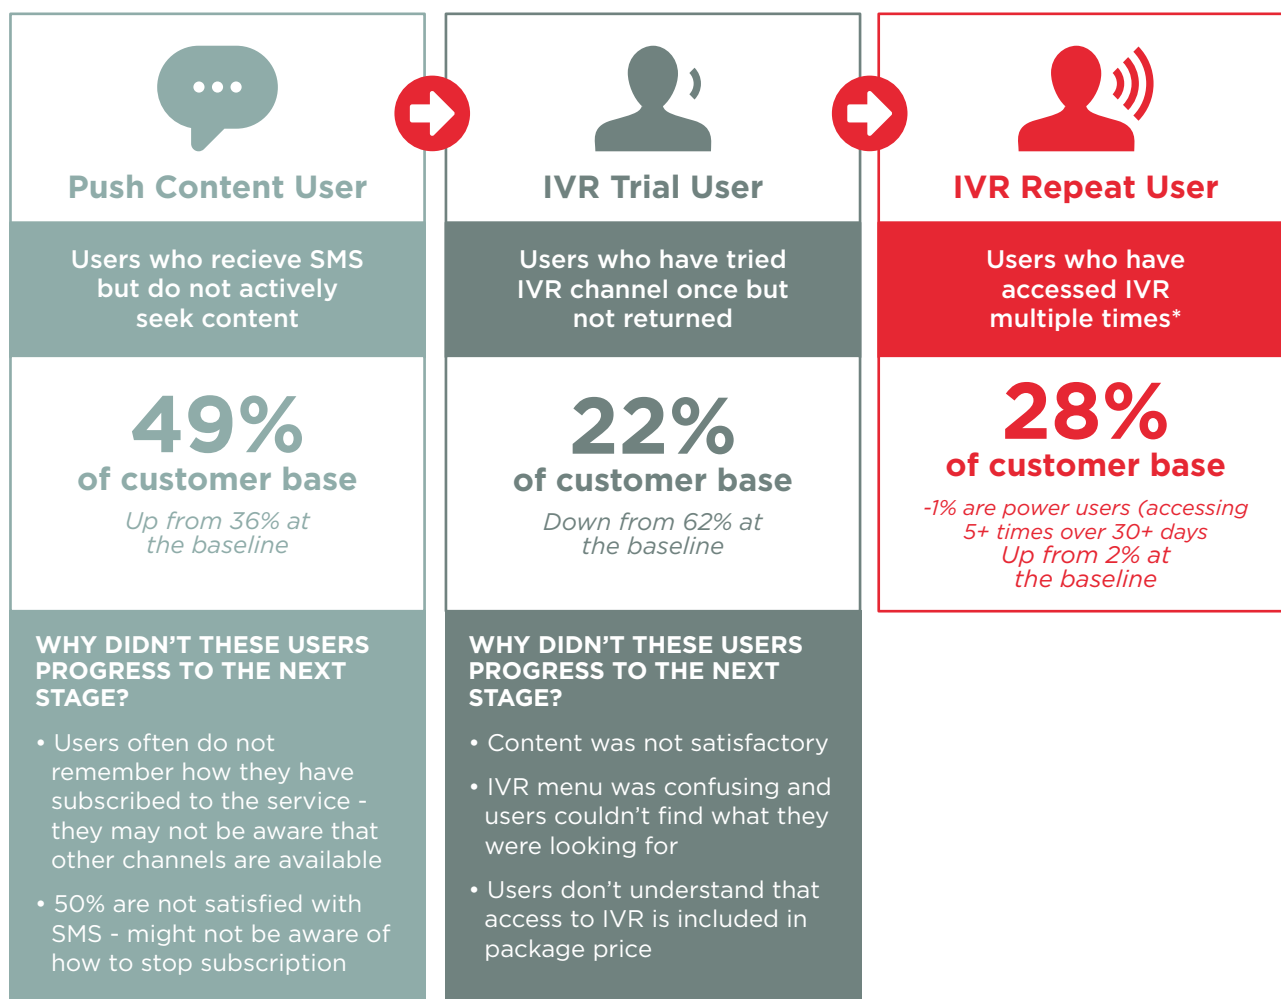 Push Content User
Users who recieve SMS
but do not actively
seek content
49%
of customer base
Up from 36% at
the baseline
WHY DIDN'T THESE USERS
PROGRESS TO THE NEXT
STAGE?
• Users often do not
remember how they have
subscribed to the service -
they may not be aware that
other channels are available
• 50% are not satisfied with
SMS - might not be aware of
how to stop subscription
IVR Trial User
Users who have tried
IVR channel once but
not returned
22%
of customer base
Down from 62% at
the baseline
WHY DIDN'T THESE USERS
PROGRESS TO THE NEXT
STAGE?
• Content was not satisfactory
• IVR menu was confusing and
users couldn't find what they
were looking for
• Users don't understand that
access to IVR is included in
package price
IVR Repeat User
Users who have
accessed IVR
multiple times*
28%
of customer base
-1% are power users (accessing
5+ times over 30+ days
Up from 2% at
the baseline